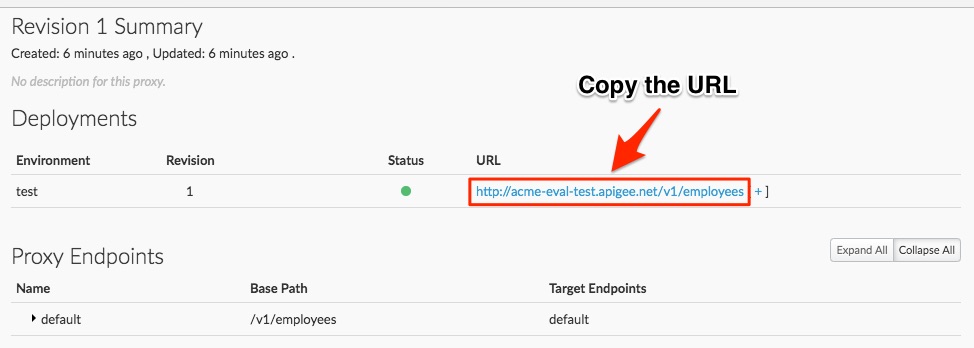 Revision 1 Summary
Created: 6 minutes ago , Updated: 6 minutes ago .
No description for this proxy.
Copy the URL
Deployments
Environment Revision Status URL
test 1 http://acme-eval-test.apigee.net/v1/employees + ]
Proxy Endpoints Expand All Collapse All
Name Base Path Target Endpoints
default /v1/employees default